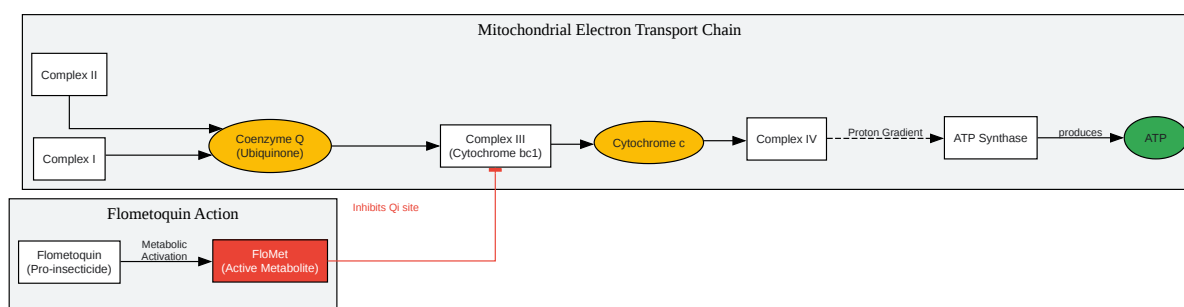 Mitochondrial Electron Transport Chain
Complex II
Complex I
Coenzyme Q
(Ubiquinone)
Complex III
(Cytochrome bc1)
Cytochrome c
Complex IV
Proton Gradient
ATP Synthase
produces
ATP
Inhibits Qi site
Flometoquin Action
Flometoquin
(Pro-insecticide)
Metabolic
Activation
FloMet
(Active Metabolite)